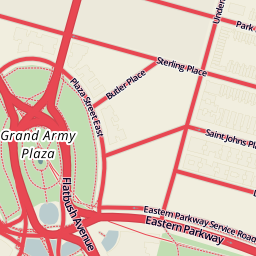 Park
Under
Sterling Place
Butler Place
Plaza Street East
Saint Johns P
Grand Army
Plaza
Flatbush Avenue
Eastern Parkway Service Road
Eastern Parkway